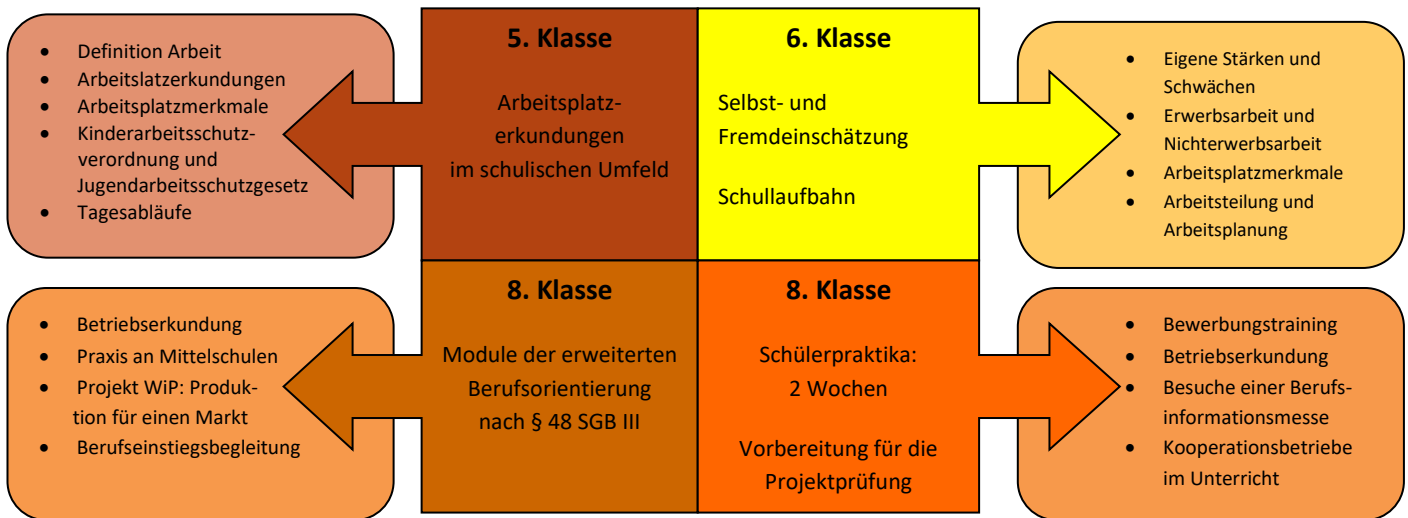 • Definition Arbeit
• Arbeitslatzerkundungen
• Arbeitsplatzmerkmale
• Kinderarbeitsschutz-
verordnung und
Jugendarbeitsschutzgesetz
• Tagesabläufe
5. Klasse
Arbeitsplatz-
erkundungen
im schulischen Umfeld
6. Klasse
Selbst- und
Fremdeinschätzung
Schullaufbahn
• Eigene Stärken und
Schwächen
• Erwerbsarbeit und
Nichterwerbsarbeit
• Arbeitsplatzmerkmale
• Arbeitsteilung und
Arbeitsplanung
• Betriebserkundung
• Praxis an Mittelschulen
• Projekt WiP: Produk-
tion für einen Markt
• Berufseinstiegsbegleitung
8. Klasse
Module der erweiterten
Berufsorientierung
nach § 48 SGB III
8. Klasse
Schülerpraktika:
2 Wochen
Vorbereitung für die
Projektprüfung
• Bewerbungstraining
• Betriebserkundung
• Besuche einer Berufs-
informationsmesse
• Kooperationsbetriebe
im Unterricht